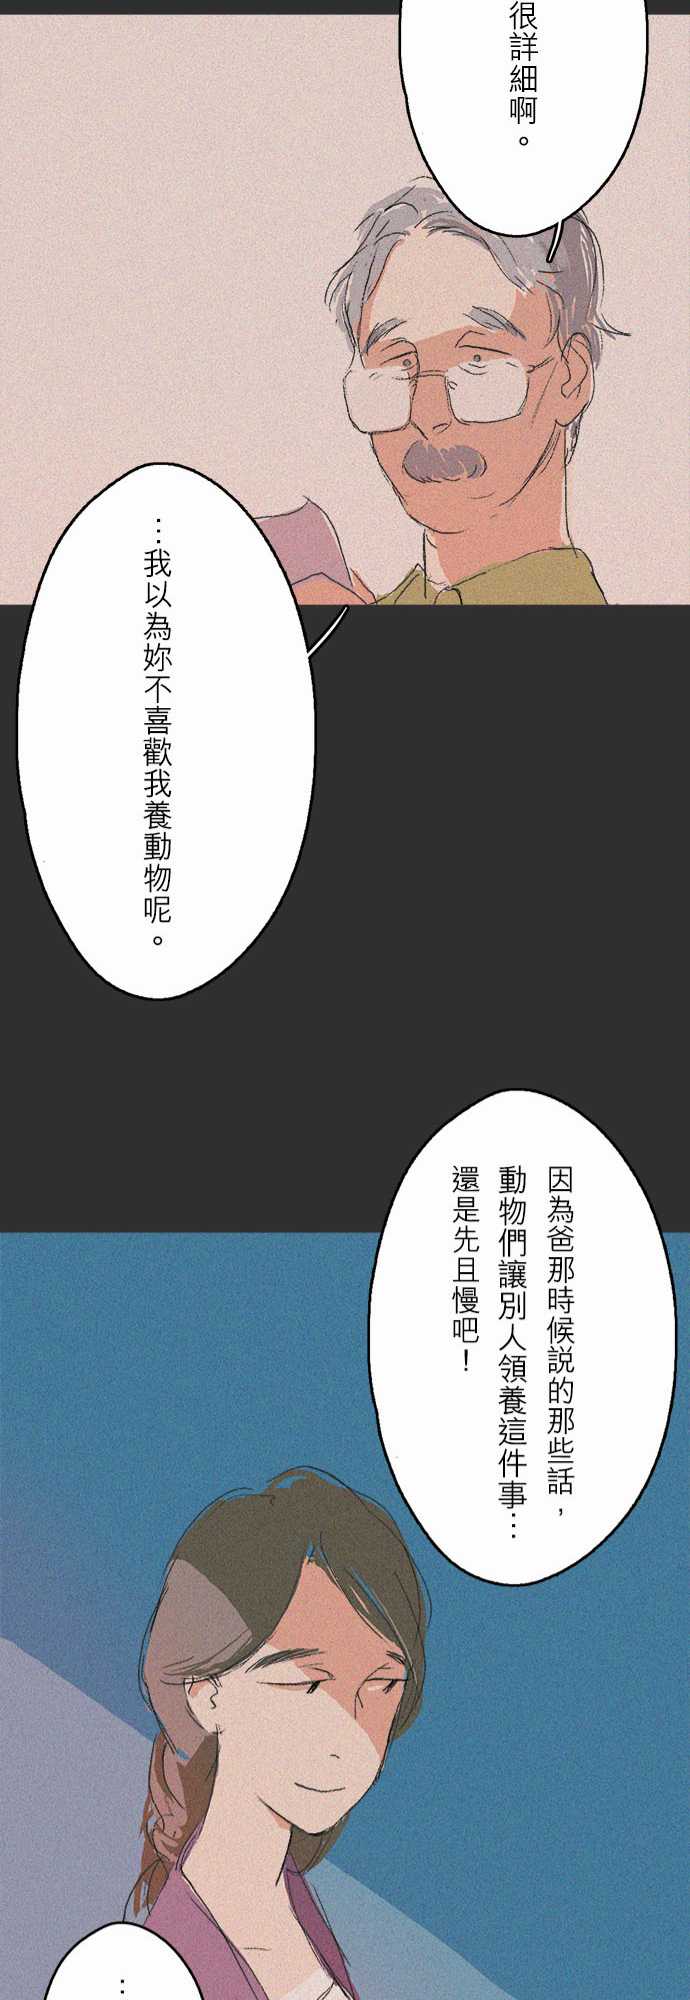 很詳細啊。
…我以為妳不喜歡我養動物呢。
因為爸那時候説的那些話，
動物們讓別人領養這件事…
還是先且慢吧！
…